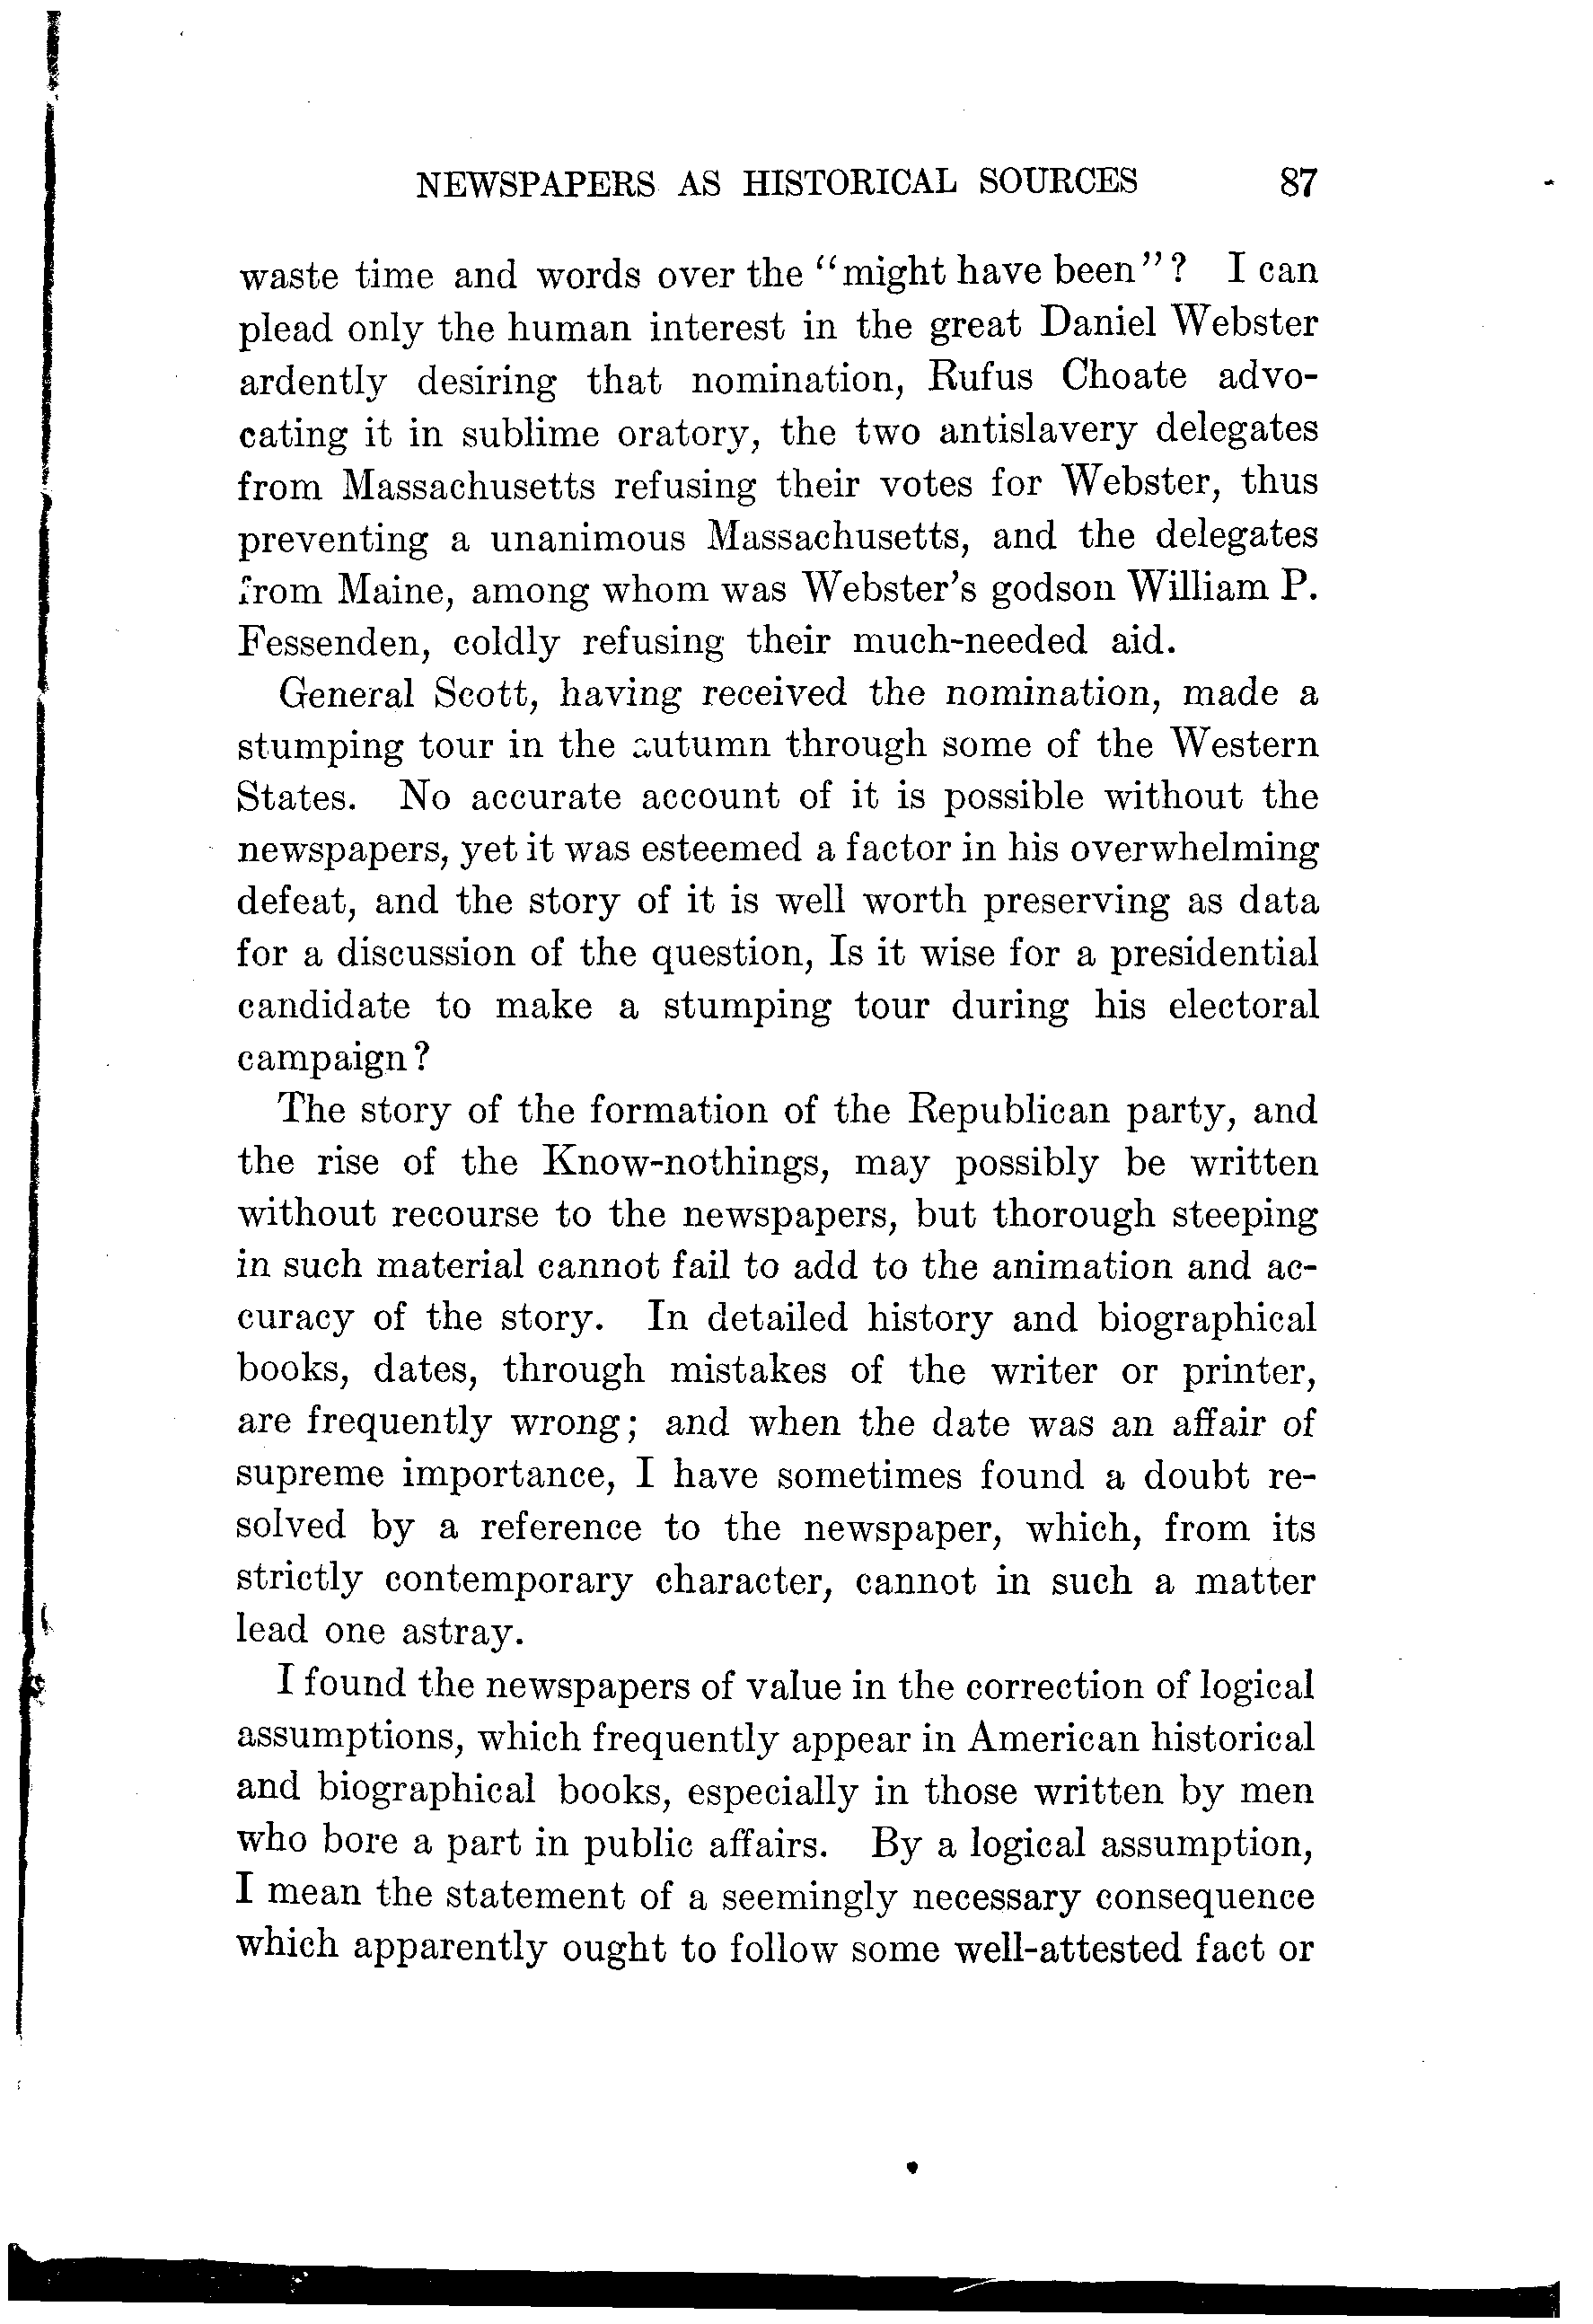 NEWSPAPERS AS HISTORICAL SOURCES 87
waste time and words over the "might have been"? I can
plead only the human interest in the great Daniel Webster
ardently desiring that nomination, Rufus Choate advo-
cating it in sublime oratory, the two antislavery delegates
from Massachusetts refusing their votes for Webster, thus
preventing a unanimous Massachusetts, and the delegates
from Maine, among whom was Webster's godson William P.
Fessenden, coldly refusing their much-needed aid.
General Scott, having received the nomination, made a
stumping tour in the autumn through some of the Western
States. No accurate account of it is possible without the
newspapers, yet it was esteemed a factor in his overwhelming
defeat, and the story of it is well worth preserving as data
for a discussion of the question, Is it wise for a presidential
candidate to make a stumping tour during his electoral
campaign?
The story of the formation of the Republican party, and
the rise of the Know-nothings, may possibly be written
without recourse to the newspapers, but thorough steeping
in such material cannot fail to add to the animation and ac-
curacy of the story. In detailed history and biographical
books, dates, through mistakes of the writer or printer,
are frequently wrong; and when the date was an affair of
supreme importance, I have sometimes found a doubt re-
solved by a reference to the newspaper, which, from its
strictly contemporary character, cannot in such a matter
lead one astray.
I found the newspapers of value in the correction of logical
assumptions, which frequently appear in American historical
and biographical books, especially in those written by men
who bore a part in public affairs. By a logical assumption,
I mean the statement of a seemingly necessary consequence
which apparently ought to follow some well-attested fact or